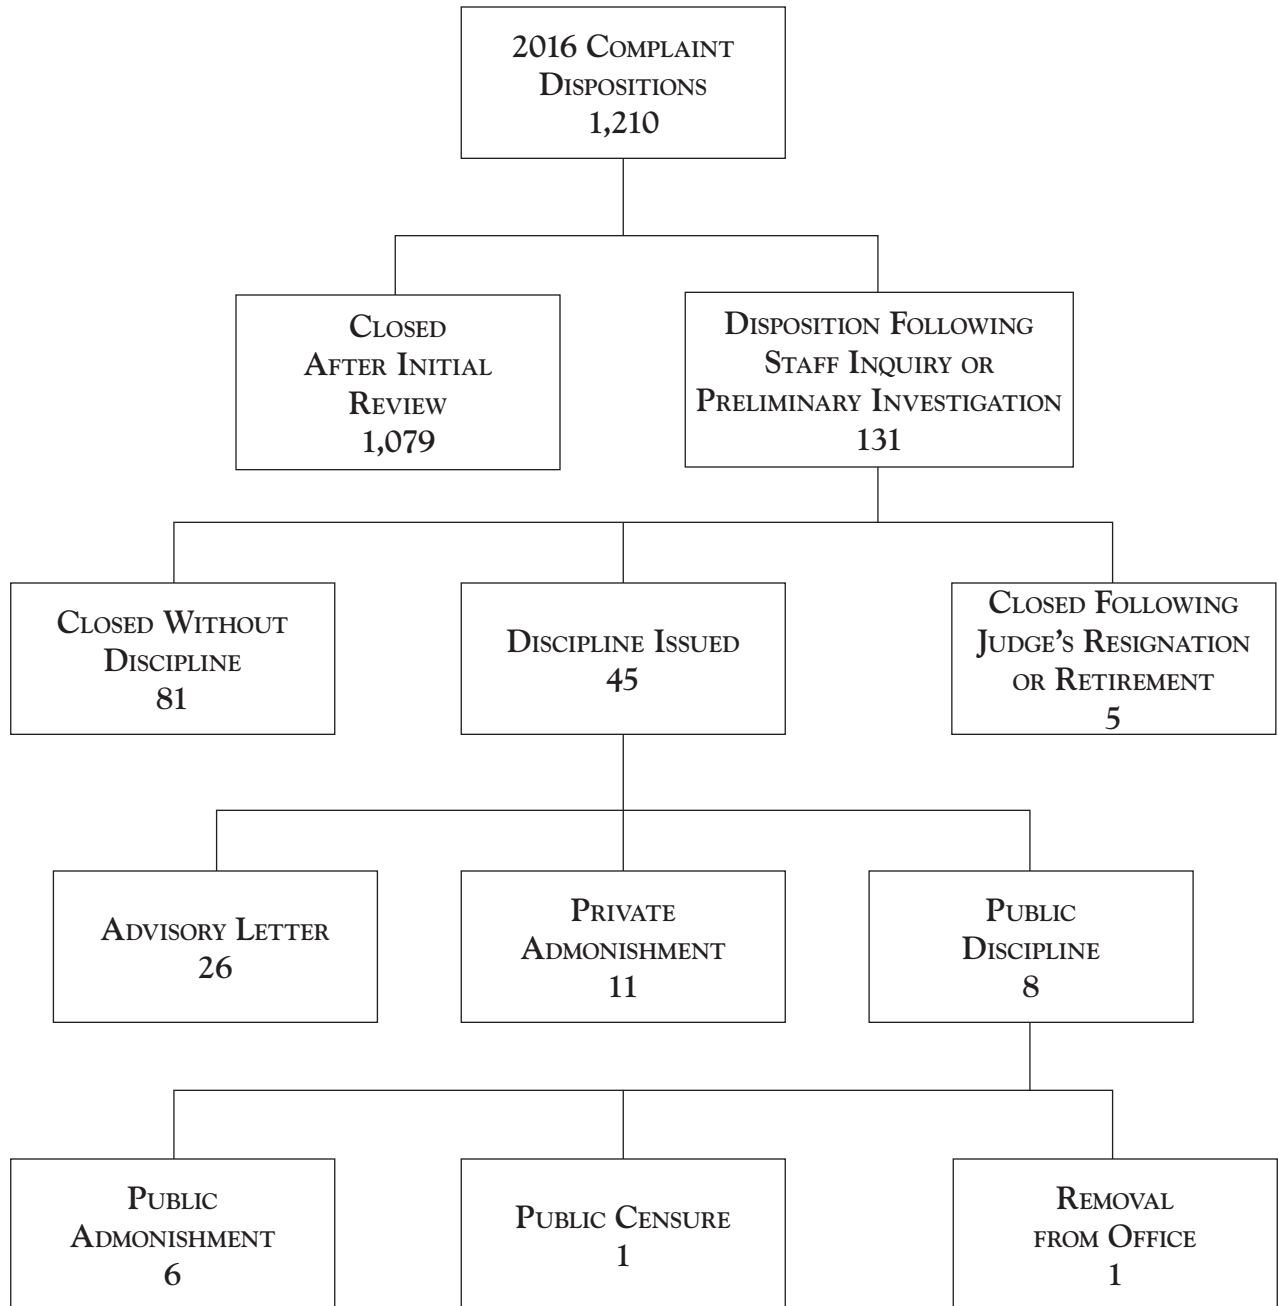 2016 Complaint
Dispositions
1,210
Closed
After Initial
Review
1,079
Disposition Following
Staff Inquiry or
Preliminary Investigation
131
Closed Without
Discipline
81
Discipline Issued
45
Closed Following
Judge's Resignation
or Retirement
5
Advisory Letter
26
Private
Admonishment
11
Public
Discipline
8
Public
Admonishment
6
Public Censure
1
Removal
from Office
1